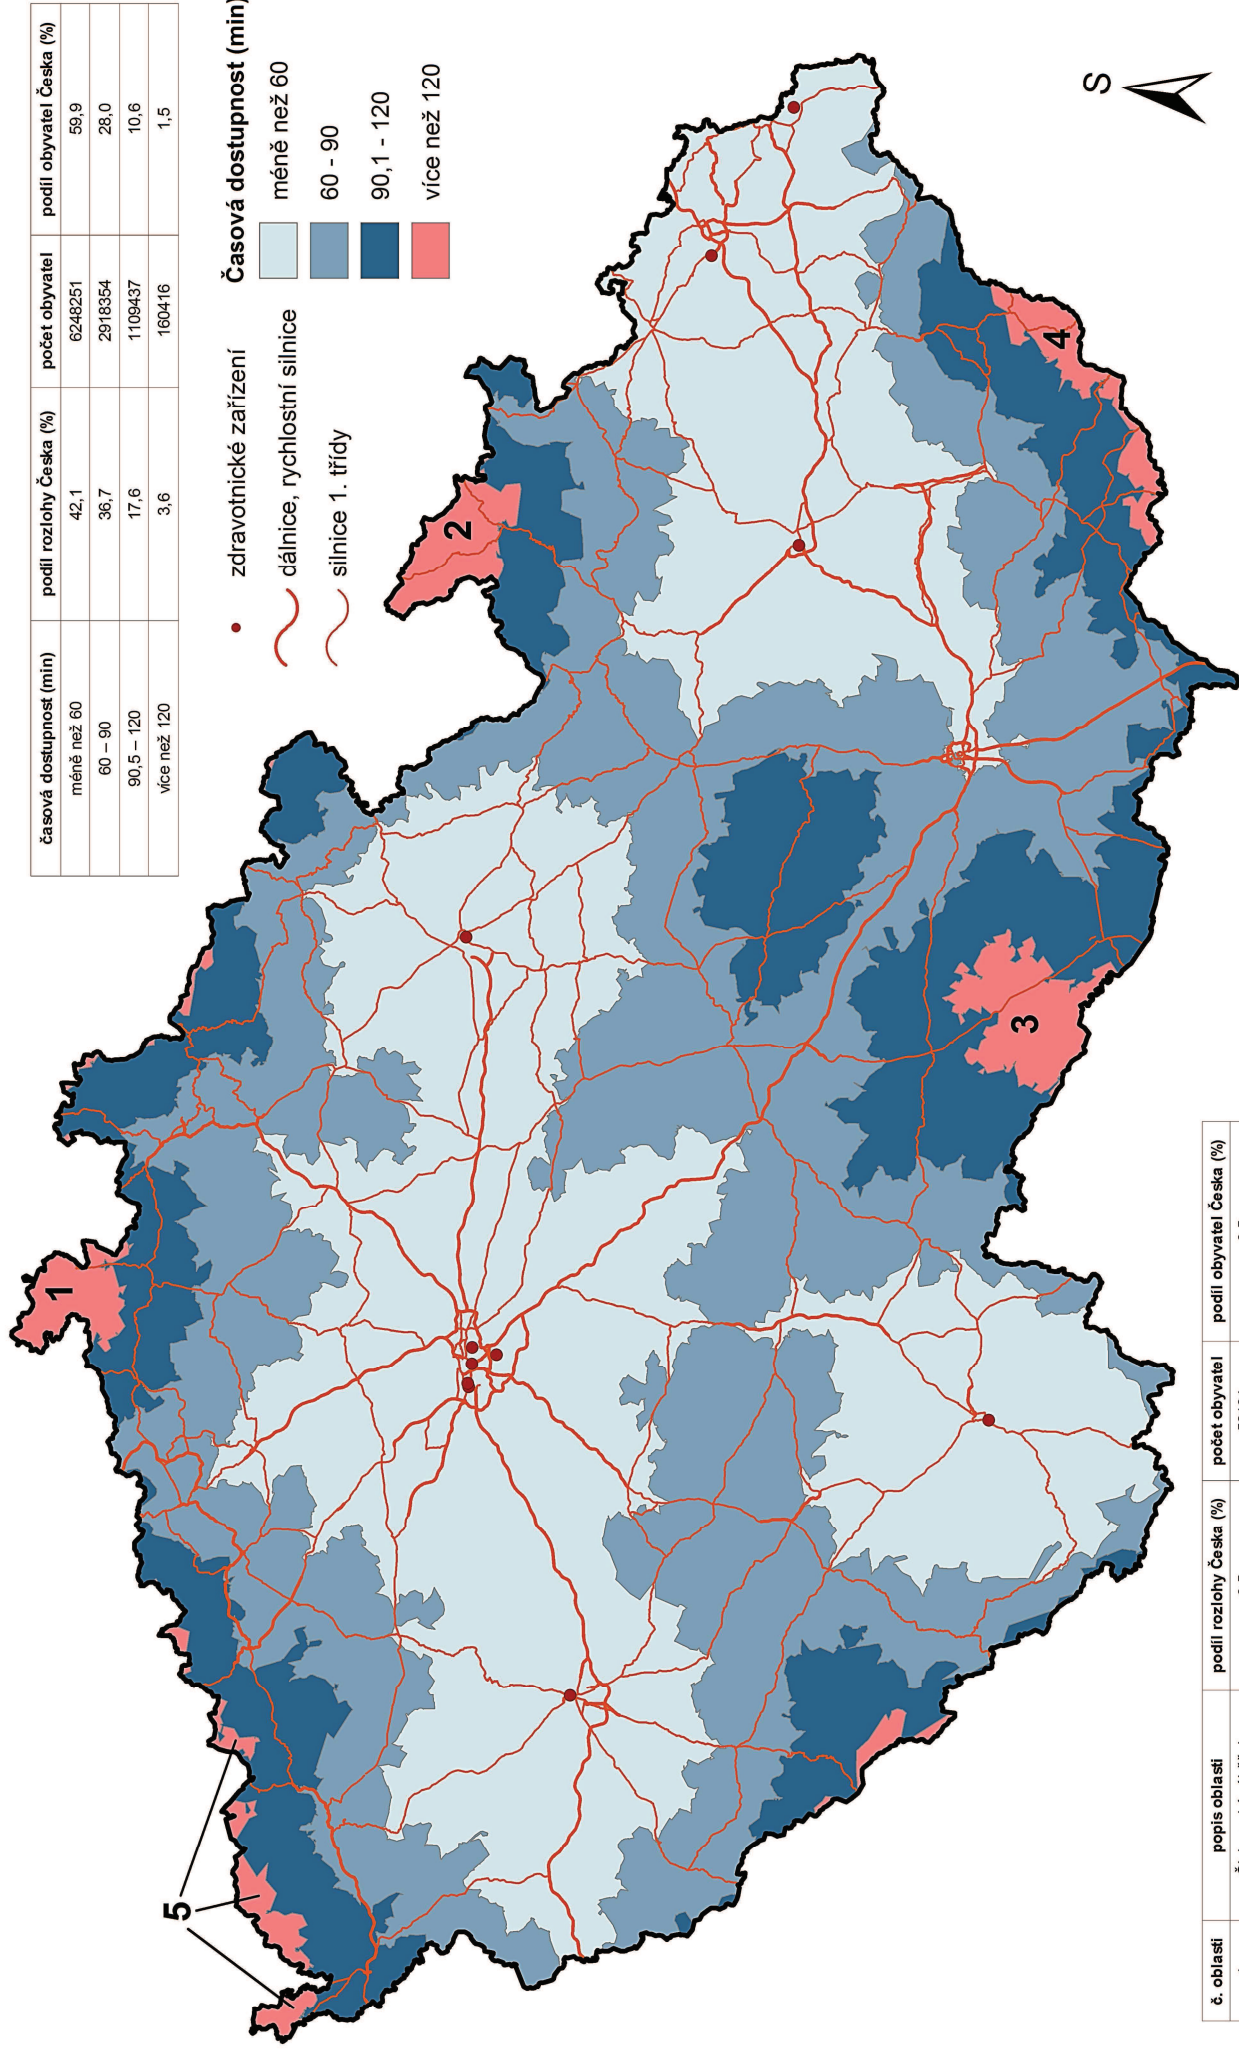 časová dostupnost (min) podíl rozlohy Česka (%) počet obyvatel podíl obyvatel Česka (%)
méně než 60 42,1 6248251 59,9
60 – 90 36,7 2918354 28,0
90,5 – 120 17,6 1109437 10,6
více než 120 3,6 160416 1,5
zdravotnické zařízení
dálnice, rychlostní silnice
silnice 1. třídy
Časová dostupnost (min)
méně než 60
60 - 90
90,1 - 120
více než 120
5
1
2
3
4
S
č. oblasti popis oblasti podíl rozlohy Česka (%) počet obyvatel podíl obyvatel Česka (%)